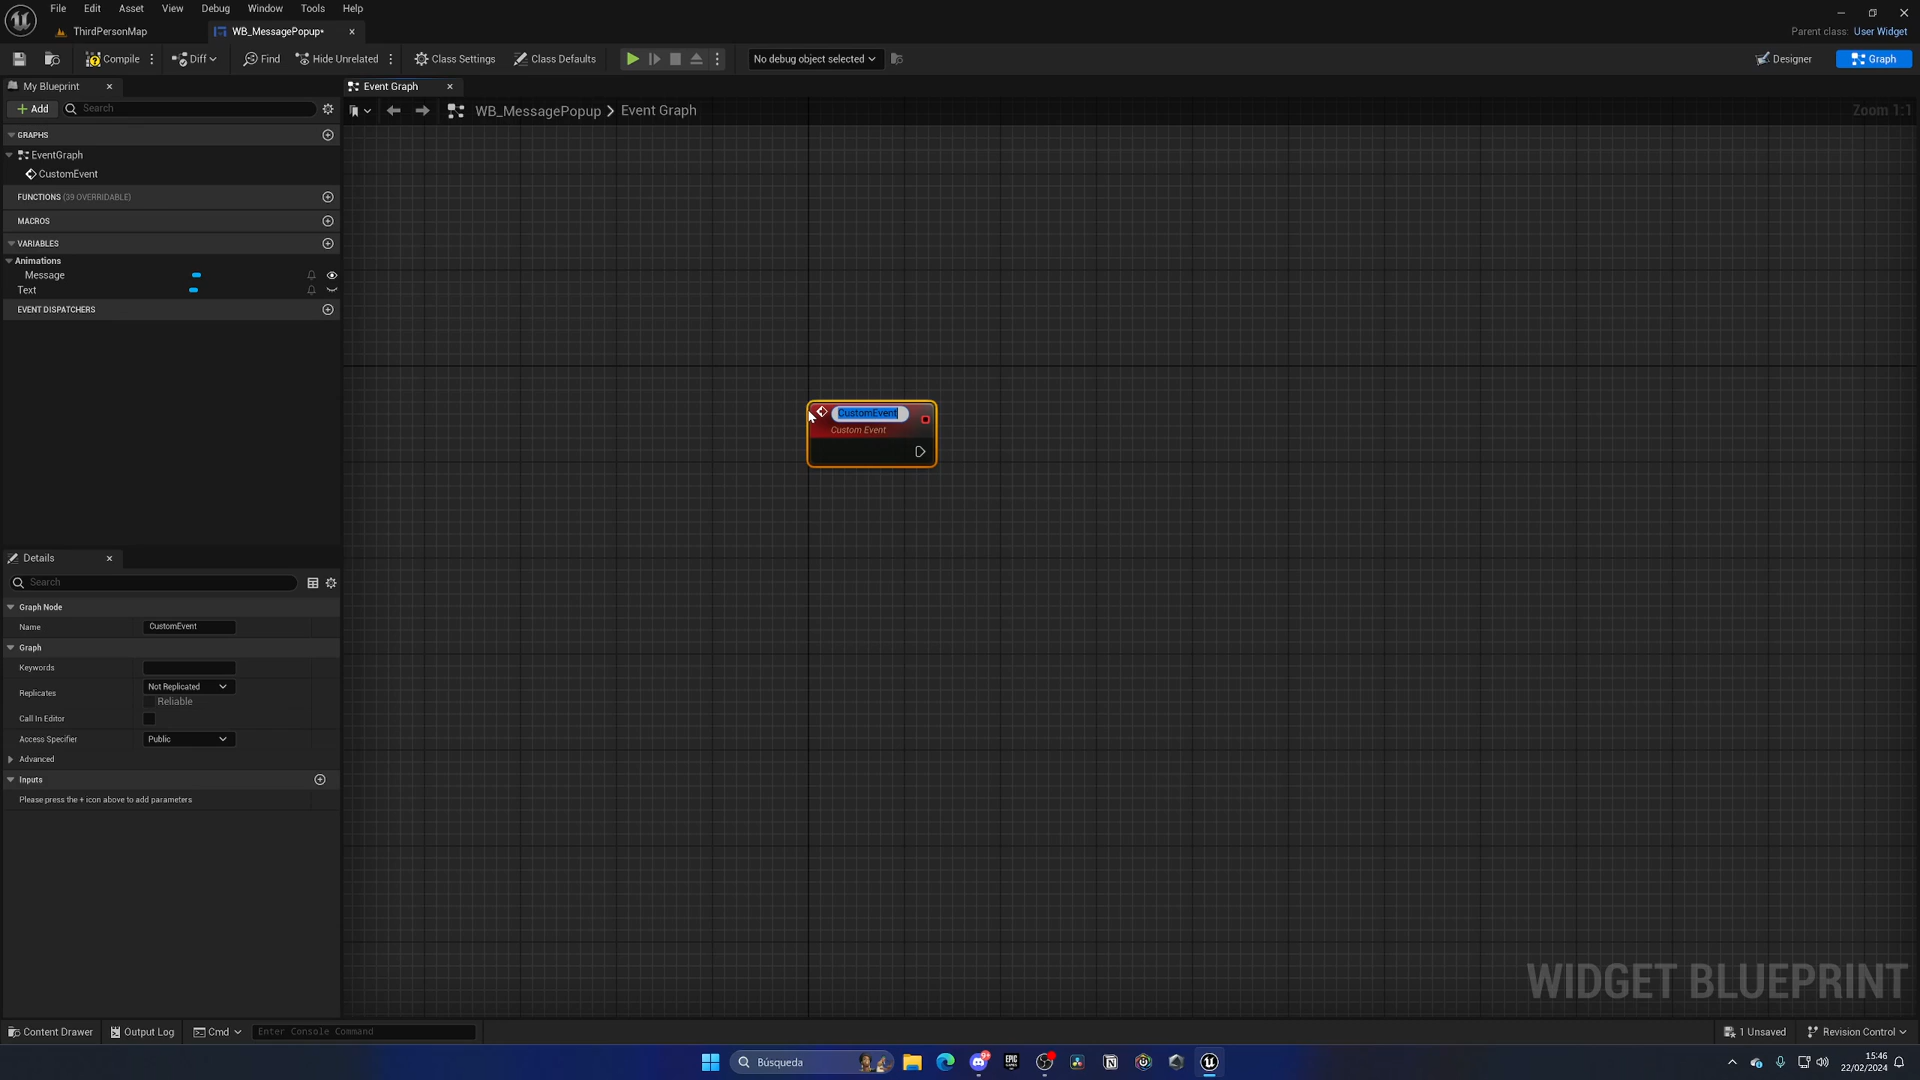 File Edit Asset View Debug Window Tools Help
ThirdPersonMap WB_MessagePopup•
Parent class: User Widget
Compile Diff Find Hide Unrelated Class Settings Class Defaults No debug object selected Designer Graph
My Blueprint Event Graph
Add Search WB_MessagePopup > Event Graph Zoom 1:1
GRAPHS
EventGraph
CustomEvent
FUNCTIONS (39 OVERRIDABLE)
MACROS
VARIABLES
Animations
Message
Text
EVENT DISPATCHERS
CustomEvent
Custom Event
Details
Search
Graph Node
Name CustomEvent
Graph
Keywords
Replicates Not Replicated
Reliable
Call In Editor
Access Specifier Public
Advanced
Inputs
Please press the + icon above to add parameters
WIDGET BLUEPRINT
Content Drawer Output Log Cmd Enter Console Command 1 Unsaved Revision Control
Búsqueda
15:46
22/02/2024